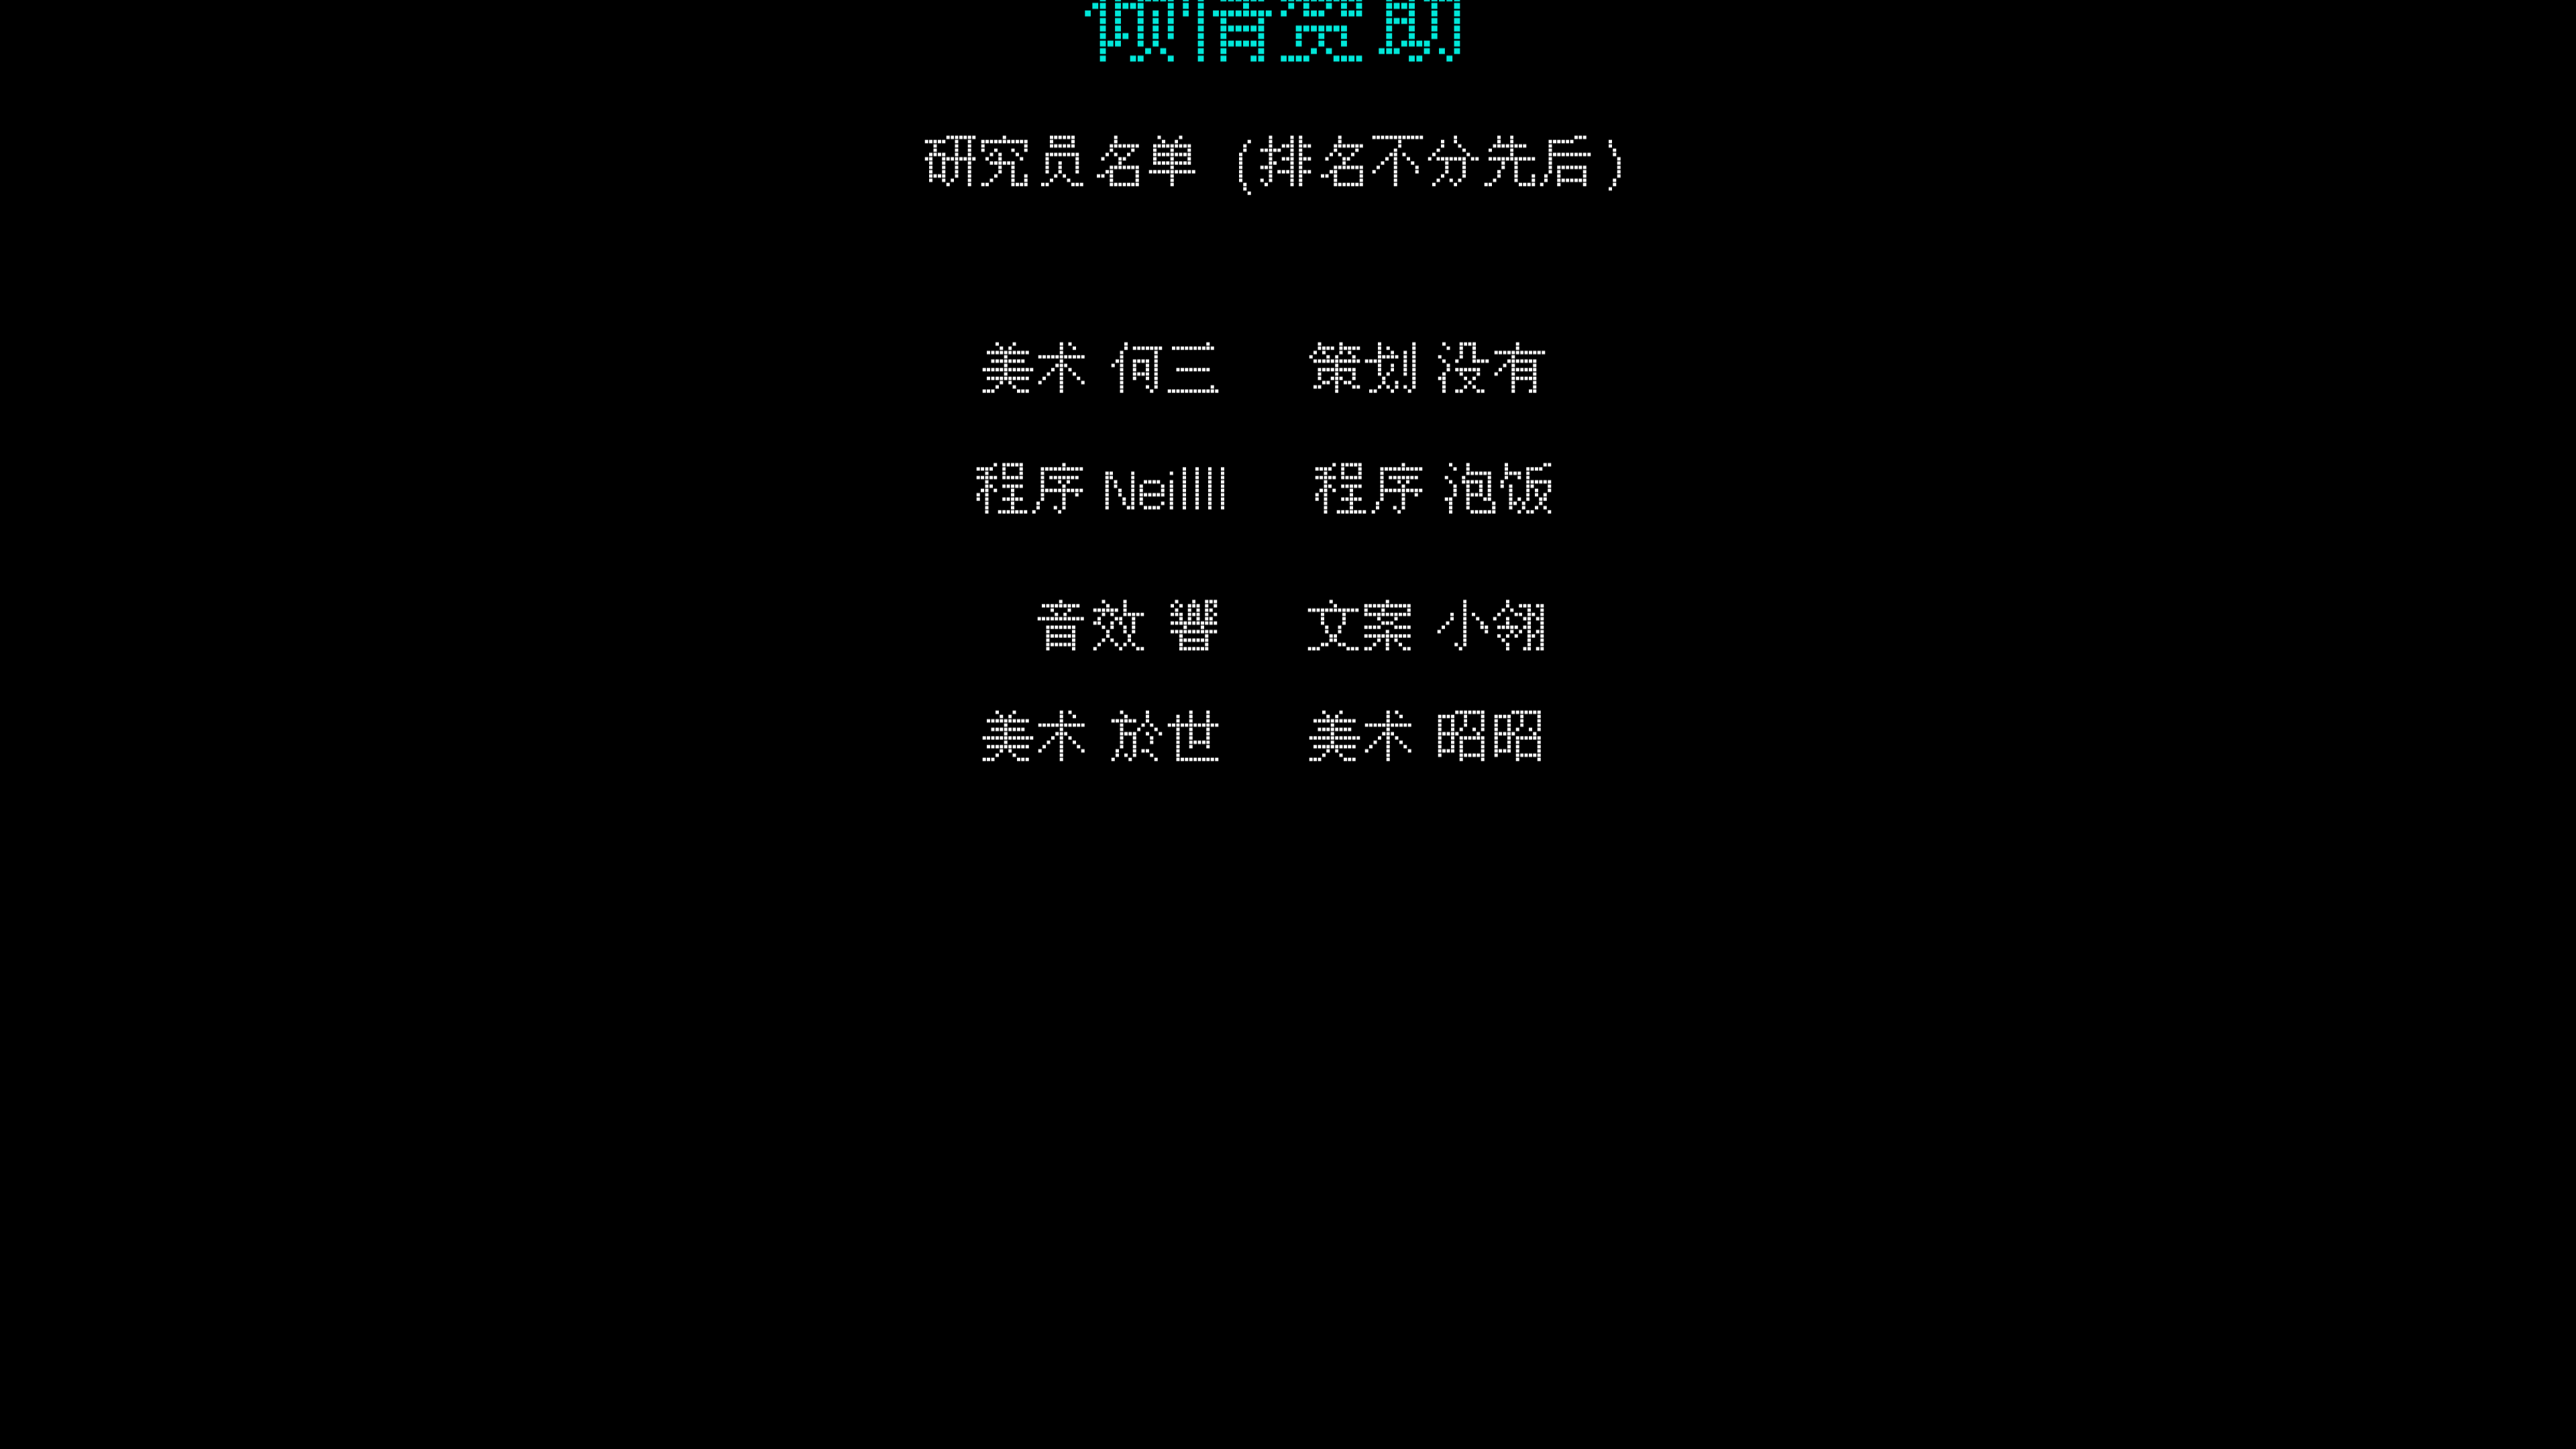 倾情赞助
研究员名单（排名不分先后）
美术 何三 策划 没有
程序 Neillll 程序 泡饭
音效 響 文案 小翎
美术 於世 美术 昭昭